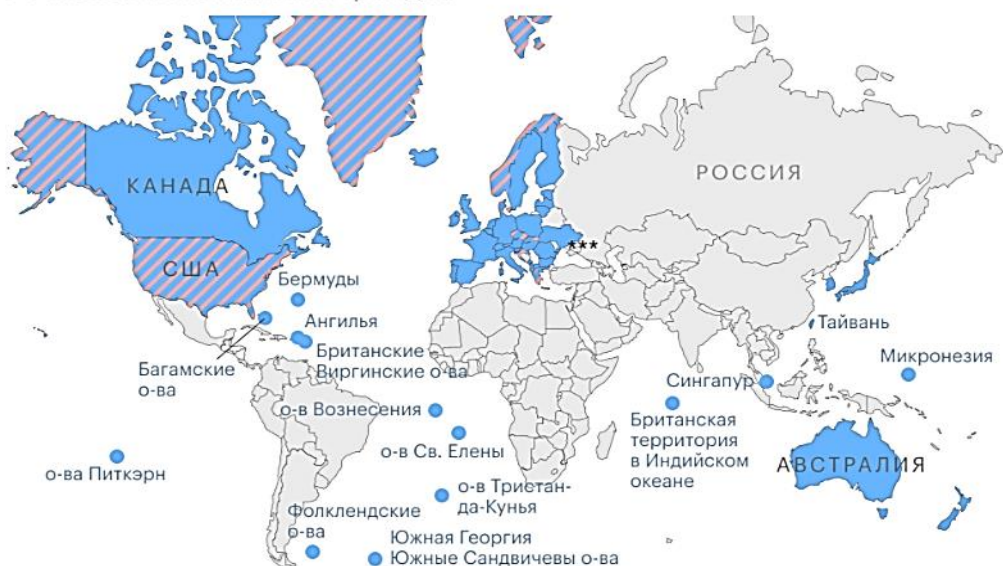 РОССИЯ
КАНАДА
***
США
Бермуды
Ангилья
Тайвань
Британские
Виргинские о-ва
Микронезия
Багамские
о-ва
Сингапур
о-в Вознесения
Британская
территория
в Индийском
океане
о-в Св. Елены
АВСТРАЛИЯ
о-ва Питкэрн
о-в Тристан-
да-Кунья
Фолклендские
о-ва
Южная Георгия
Южные Сандвичевы о-ва